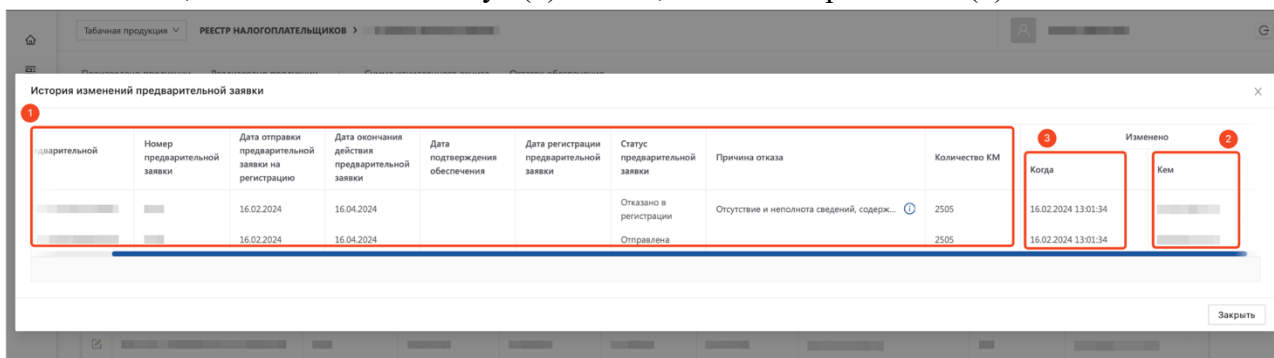 Табачная продукция РЕЕСТР НАЛОГОПЛАТЕЛЬЩИКОВ >
История изменений предварительной заявки
1
дварительной
Номер
предварительной
заявки
Дата отправки
предварительной
заявки на
регистрацию
Дата окончания
действия
предварительной
заявки
Дата
подтверждения
обеспечения
Дата регистрации
предварительной
заявки
Статус
предварительной
заявки
Причина отказа
Количество КМ
3 Изменено 2
Когда Кем
16.02.2024 16.04.2024 Отказано в
регистрации
Отсутствие и неполнота сведений, содерж... 2505 16.02.2024 13:01:34
16.02.2024 16.04.2024 Отправлена 2505 16.02.2024 13:01:34
Закрыть